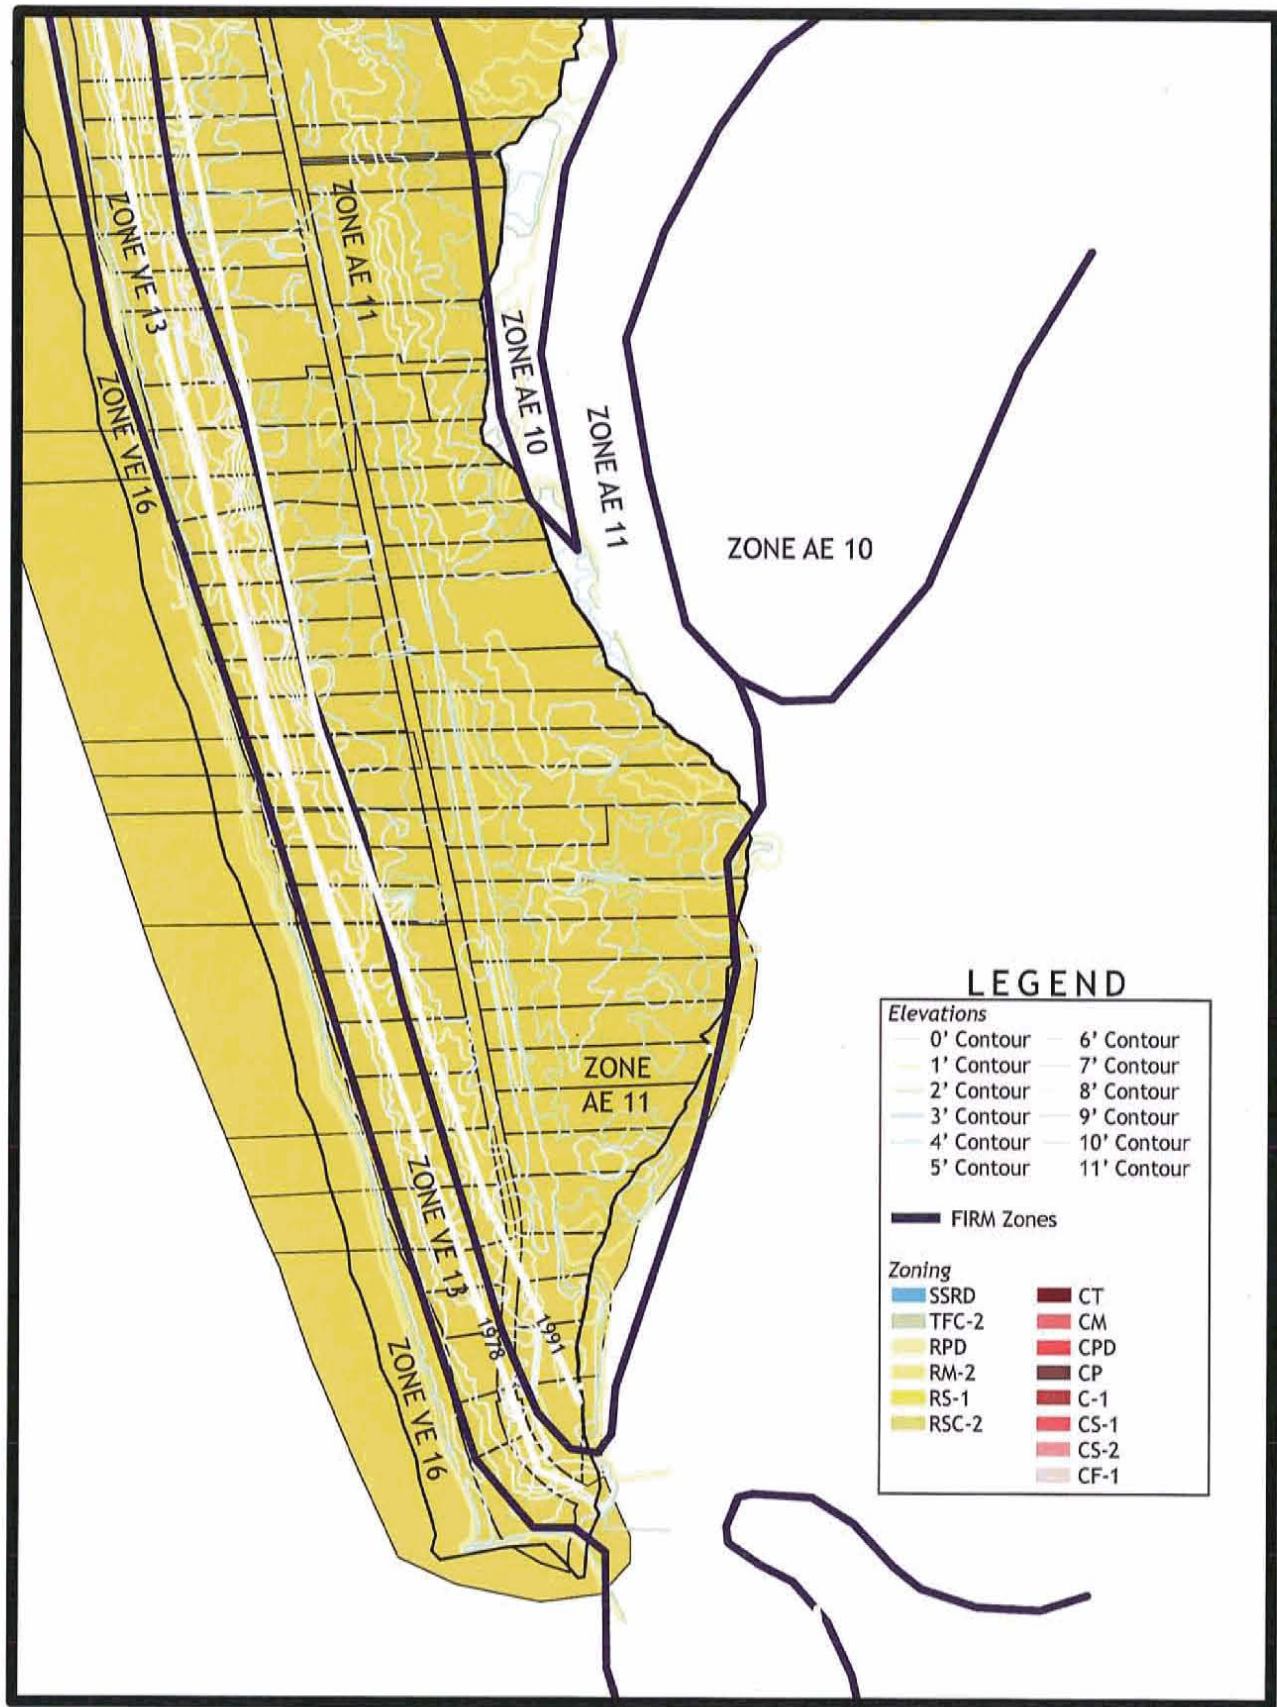 ZONE VE 13
ZONE AE 11
ZONE AE 10
ZONE VE 16
ZONE AE 11
ZONE AE 10
ZONE
AE 11
ZONE VE 13
1978
1991
ZONE VE 16
LEGEND
Elevations
0' Contour
1' Contour
2' Contour
3' Contour
4' Contour
5' Contour
6' Contour
7' Contour
8' Contour
9' Contour
10' Contour
11' Contour
FIRM Zones
Zoning
SSRD
TFC-2
RPD
RM-2
RS-1
RSC-2
CT
CM
CPD
CP
C-1
CS-1
CS-2
CF-1